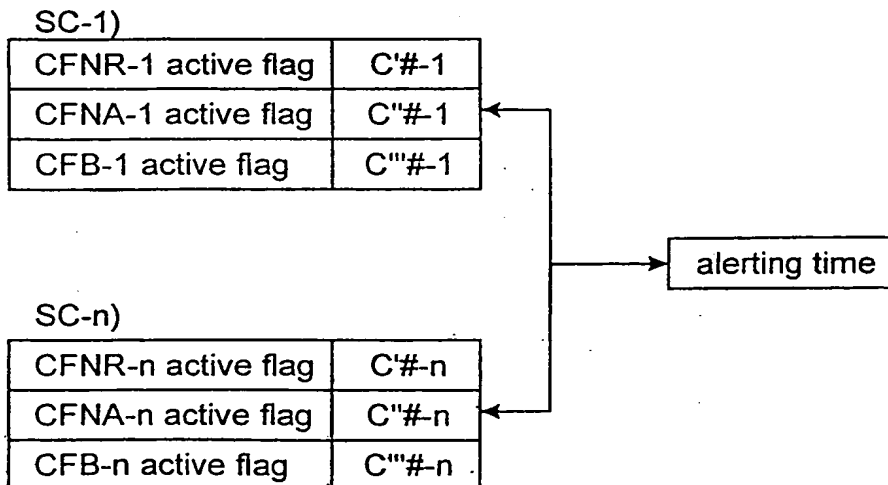 SC-1)
CFNR-1 active flag C'#-1
CFNA-1 active flag C"#-1
CFB-1 active flag C'"#-1
alerting time
SC-n)
CFNR-n active flag C'#-n
CFNA-n active flag C"#-n
CFB-n active flag C'"#-n